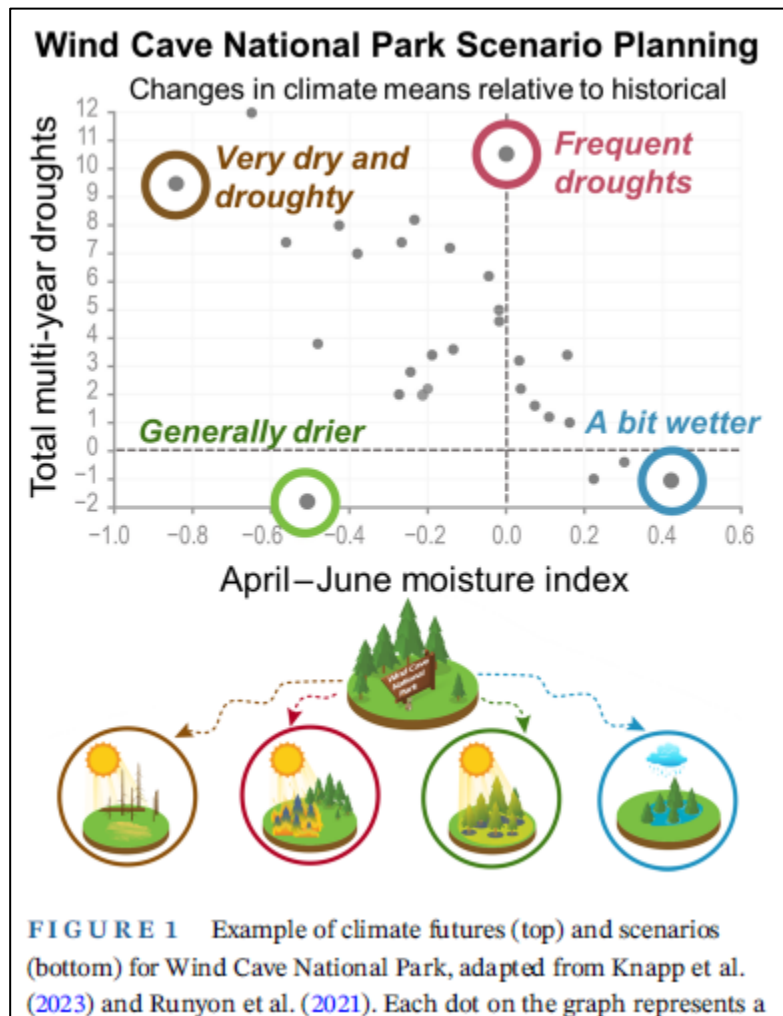 Wind Cave National Park Scenario Planning
Changes in climate means relative to historical
Total multi-year droughts
12
11
10
9
8
7
6
5
4
3
2
1
0
−1
−2
Very dry and
droughty
Frequent
droughts
Generally drier
A bit wetter
−1.0 −0.8 −0.6 −0.4 −0.2 0.0 0.2 0.4 0.6
April–June moisture index
Wind Cave
National
Park
FIGURE 1 Example of climate futures (top) and scenarios
(bottom) for Wind Cave National Park, adapted from Knapp et al.
(2023) and Runyon et al. (2021). Each dot on the graph represents a